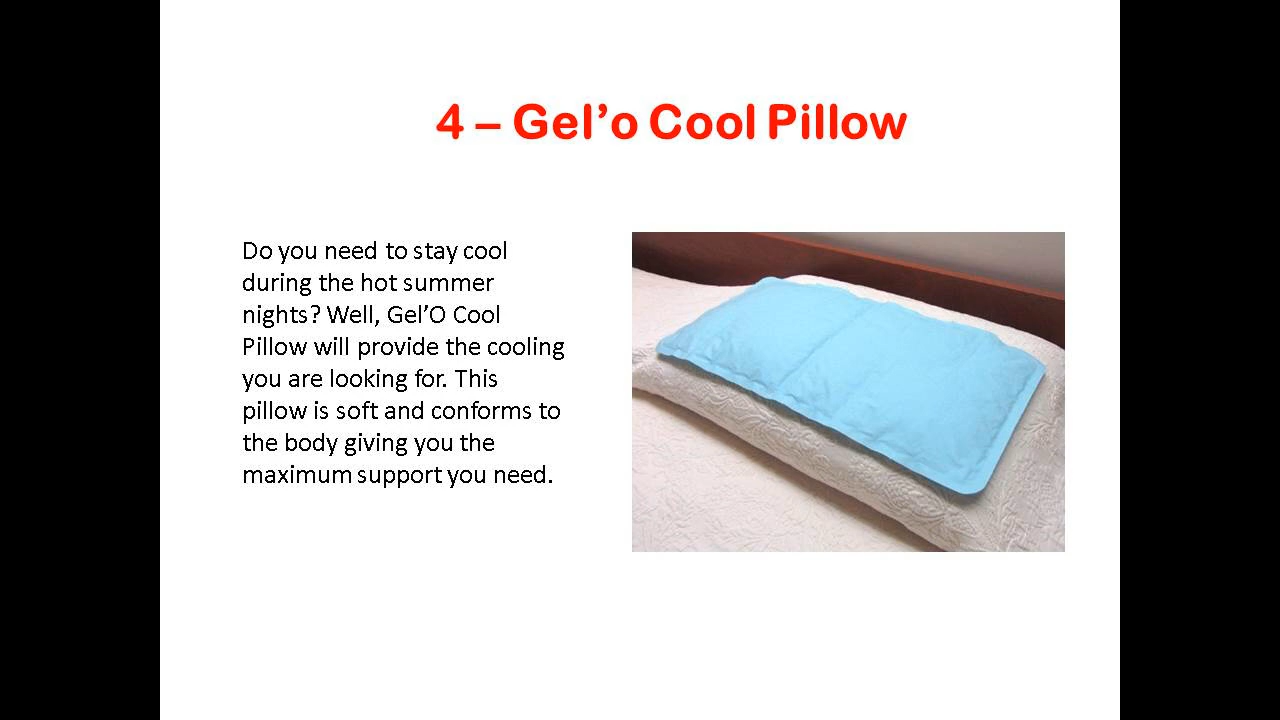 4 – Gel’o Cool Pillow
Do you need to stay cool
during the hot summer
nights? Well, Gel’O Cool
Pillow will provide the cooling
you are looking for. This
pillow is soft and conforms to
the body giving you the
maximum support you need.